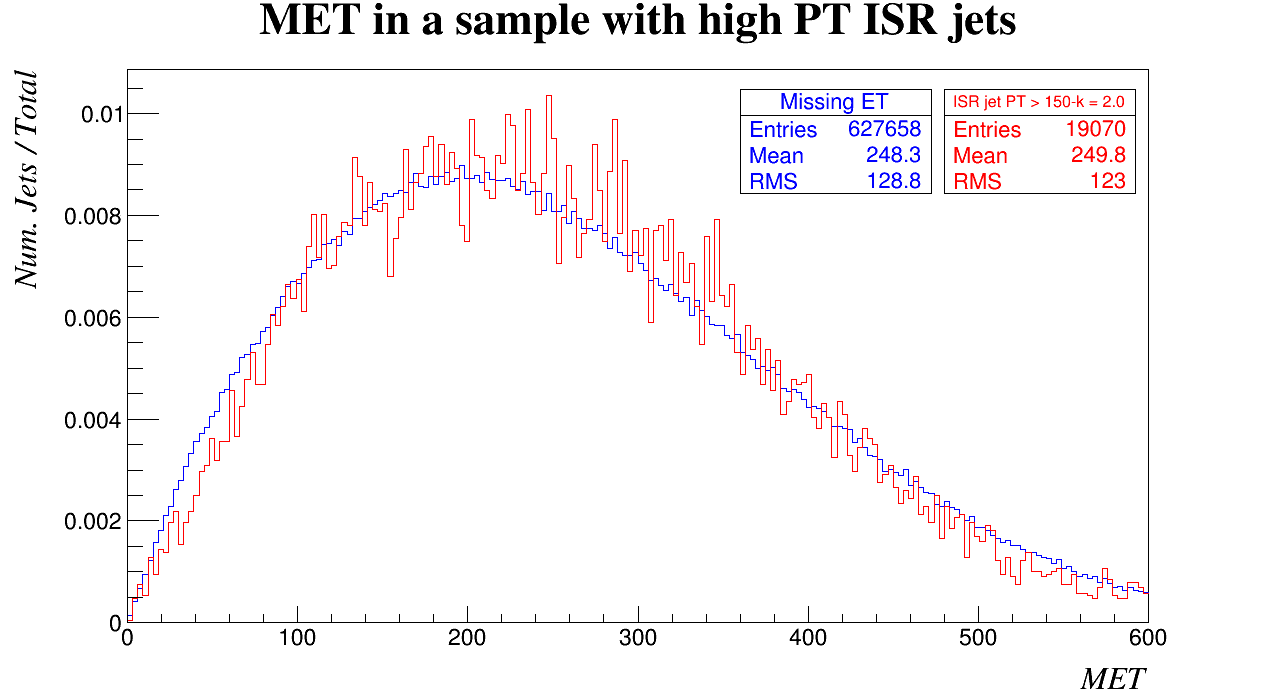 MET in a sample with high PT ISR jets
Num. Jets / Total
Missing ET
Entries 627658
Mean 248.3
RMS 128.8
ISR jet PT > 150-k = 2.0
Entries 19070
Mean 249.8
RMS 123
0.01
0.008
0.006
0.004
0.002
0
0 100 200 300 400 500 600
MET